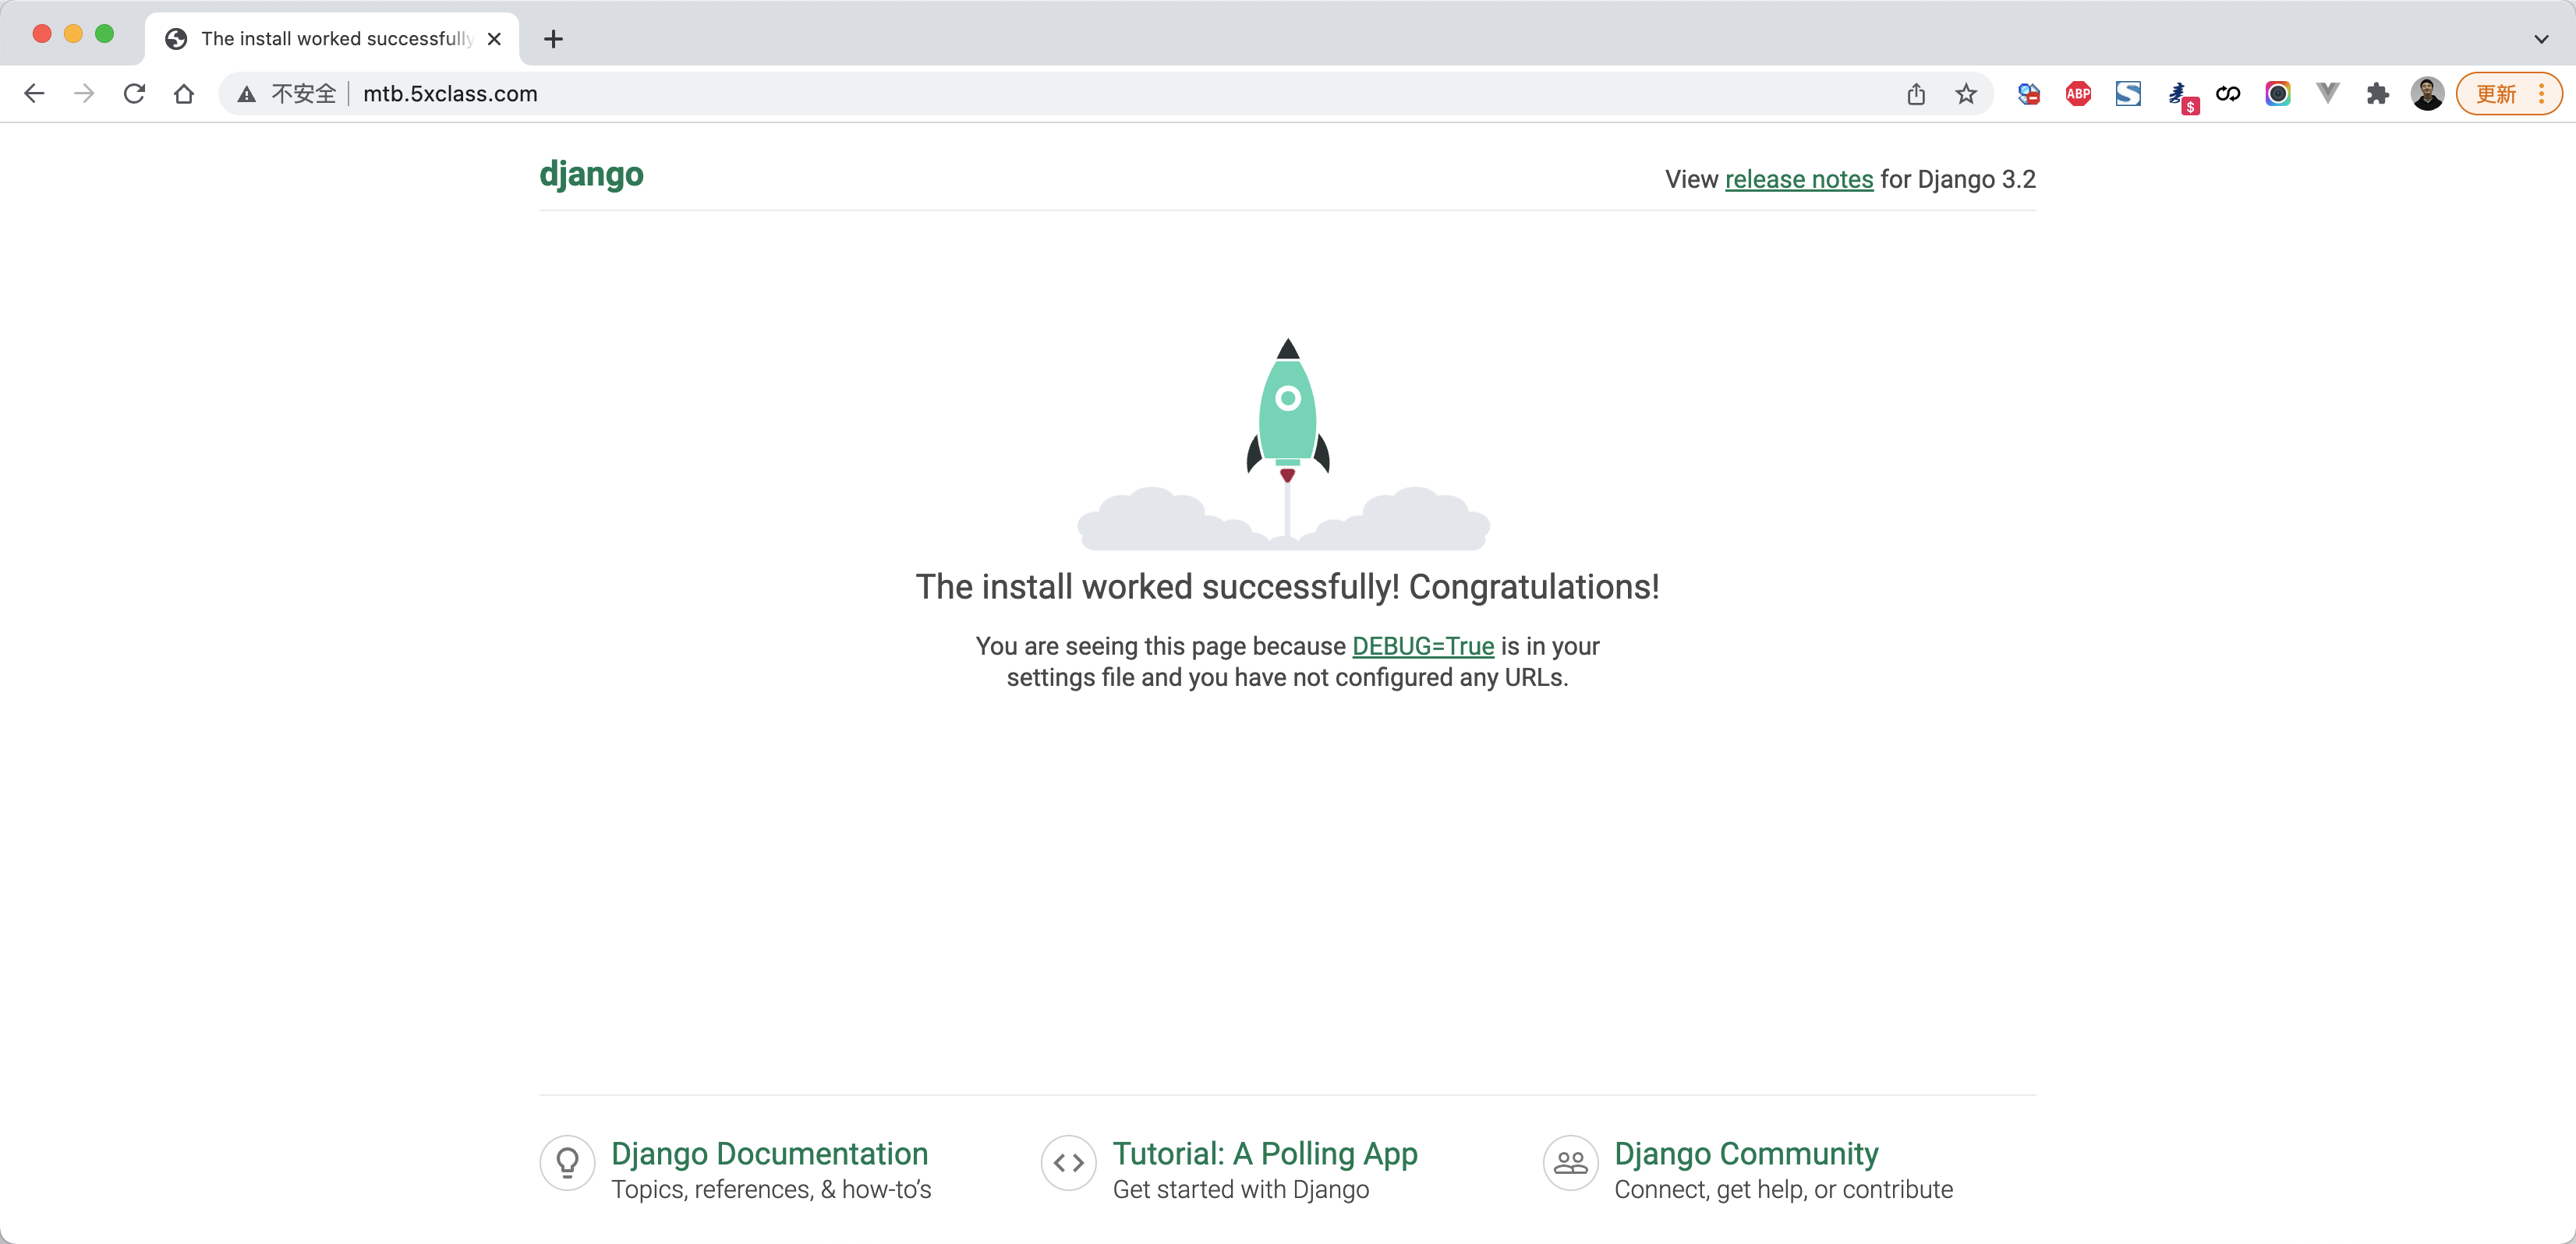 The install worked successfully
不安全 mtb.5xclass.com
ABP
$
更新
django
View release notes for Django 3.2
The install worked successfully! Congratulations!
You are seeing this page because DEBUG=True is in your
settings file and you have not configured any URLs.
Django Documentation
Topics, references, & how-to’s
Tutorial: A Polling App
Get started with Django
Django Community
Connect, get help, or contribute